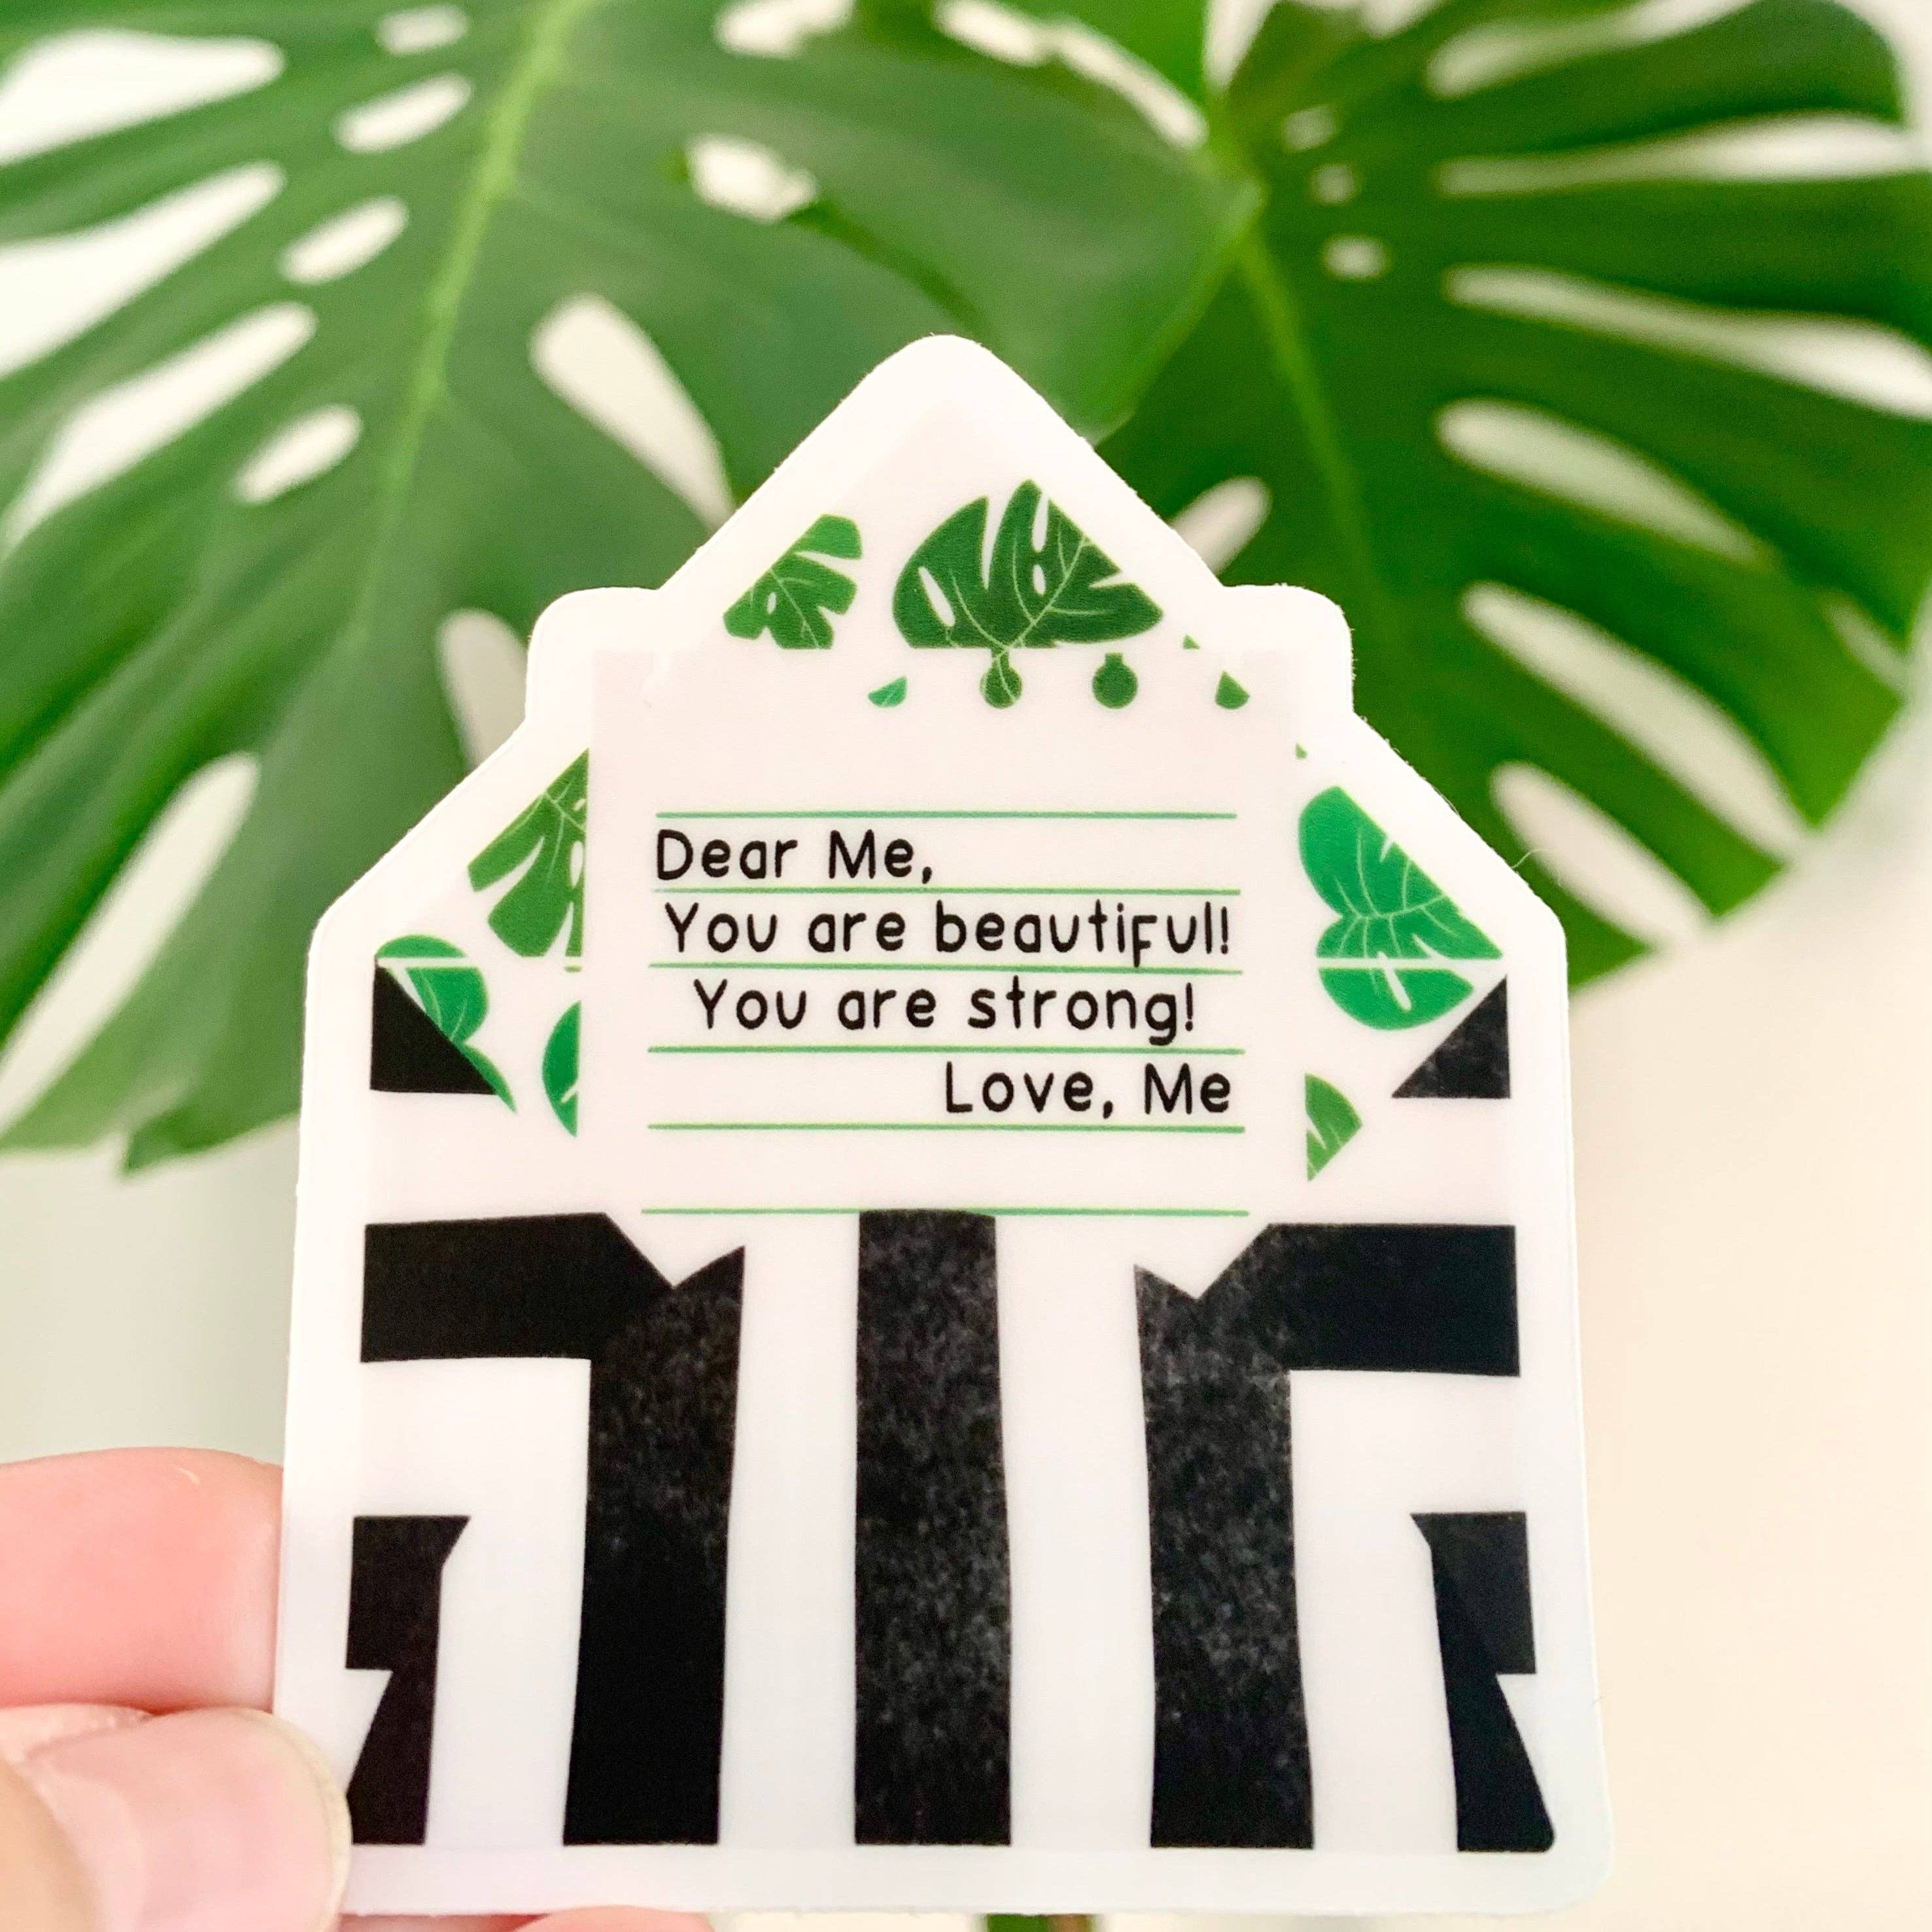 Dear Me,
You are beautiful!
You are strong!
Love, Me